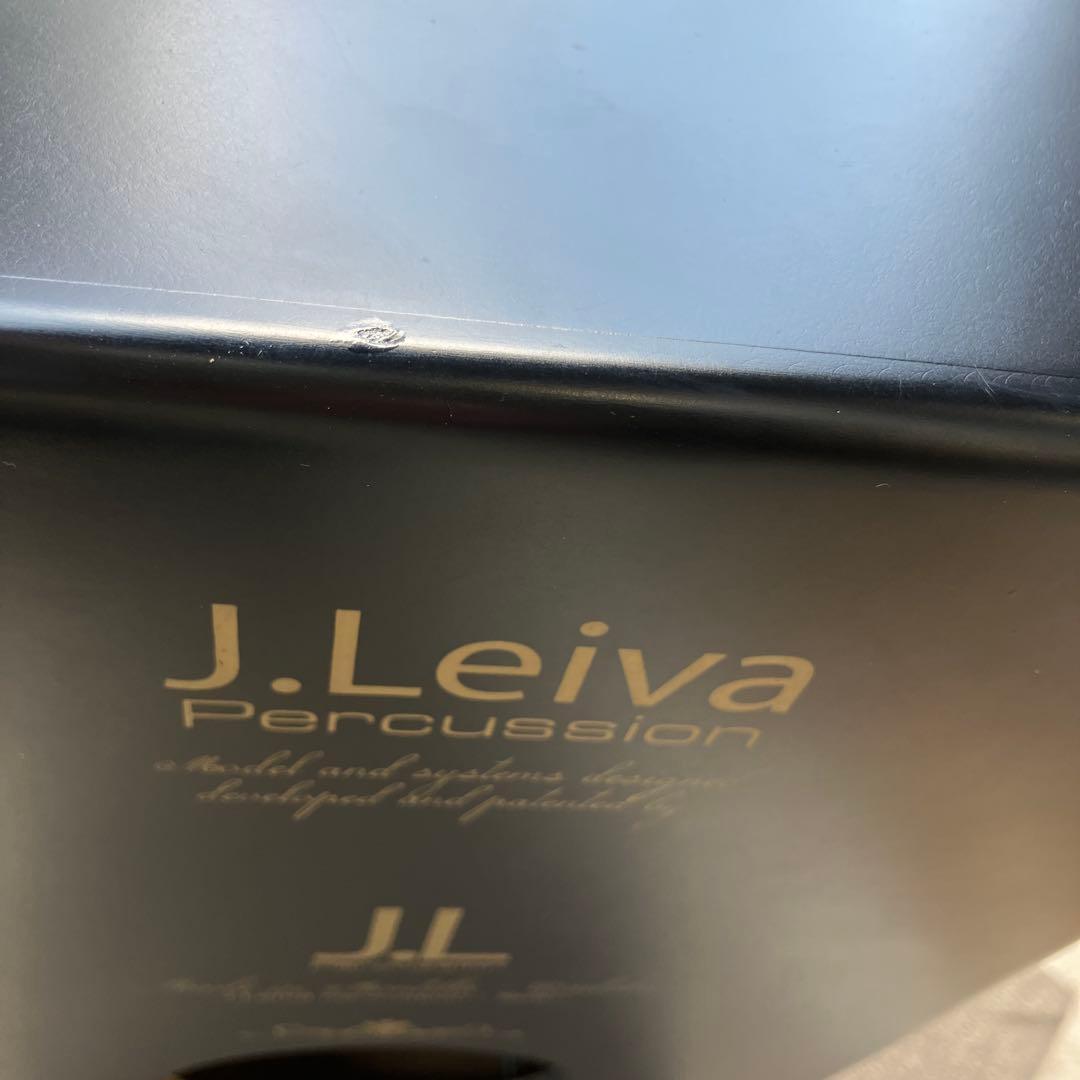 J.Leiva
Percussion
Model and systems designed
developed and patented by
J.L